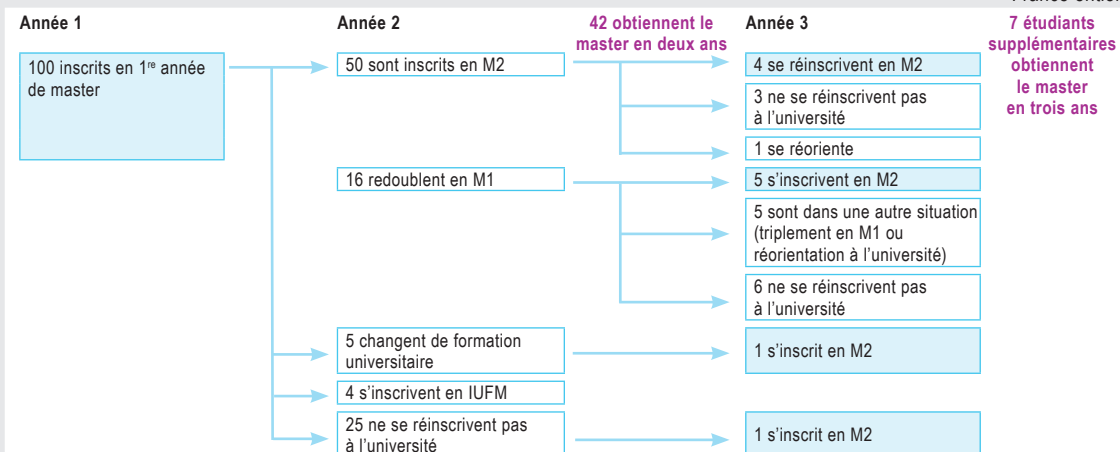 Année 1
100 inscrits en 1re année
de master
Année 2
50 sont inscrits en M2
16 redoublent en M1
5 changent de formation
universitaire
4 s'inscrivent en IUFM
25 ne se réinscrivent pas
à l'université
42 obtiennent le
master en deux ans
Année 3
4 se réinscrivent en M2
3 ne se réinscrivent pas
à l'université
1 se réoriente
5 s'inscrivent en M2
5 sont dans une autre situation
(triplement en M1 ou
réorientation à l'université)
6 ne se réinscrivent pas
à l'université
1 s'inscrit en M2
1 s'inscrit en M2
7 étudiants
supplémentaires
obtiennent
le master
en trois ans